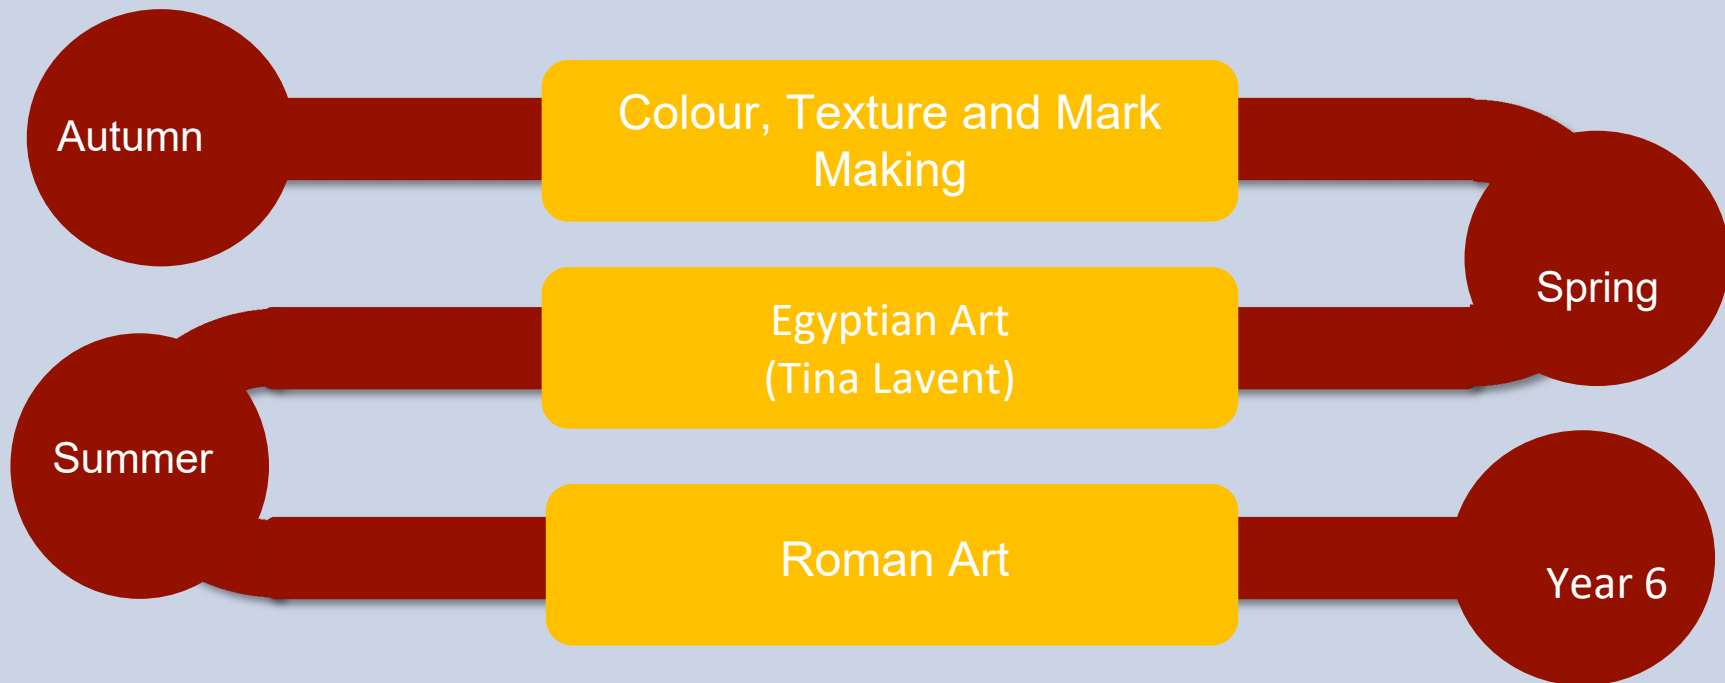 Autumn
Colour, Texture and Mark
Making
Spring
Egyptian Art
(Tina Lavent)
Summer
Roman Art
Year 6